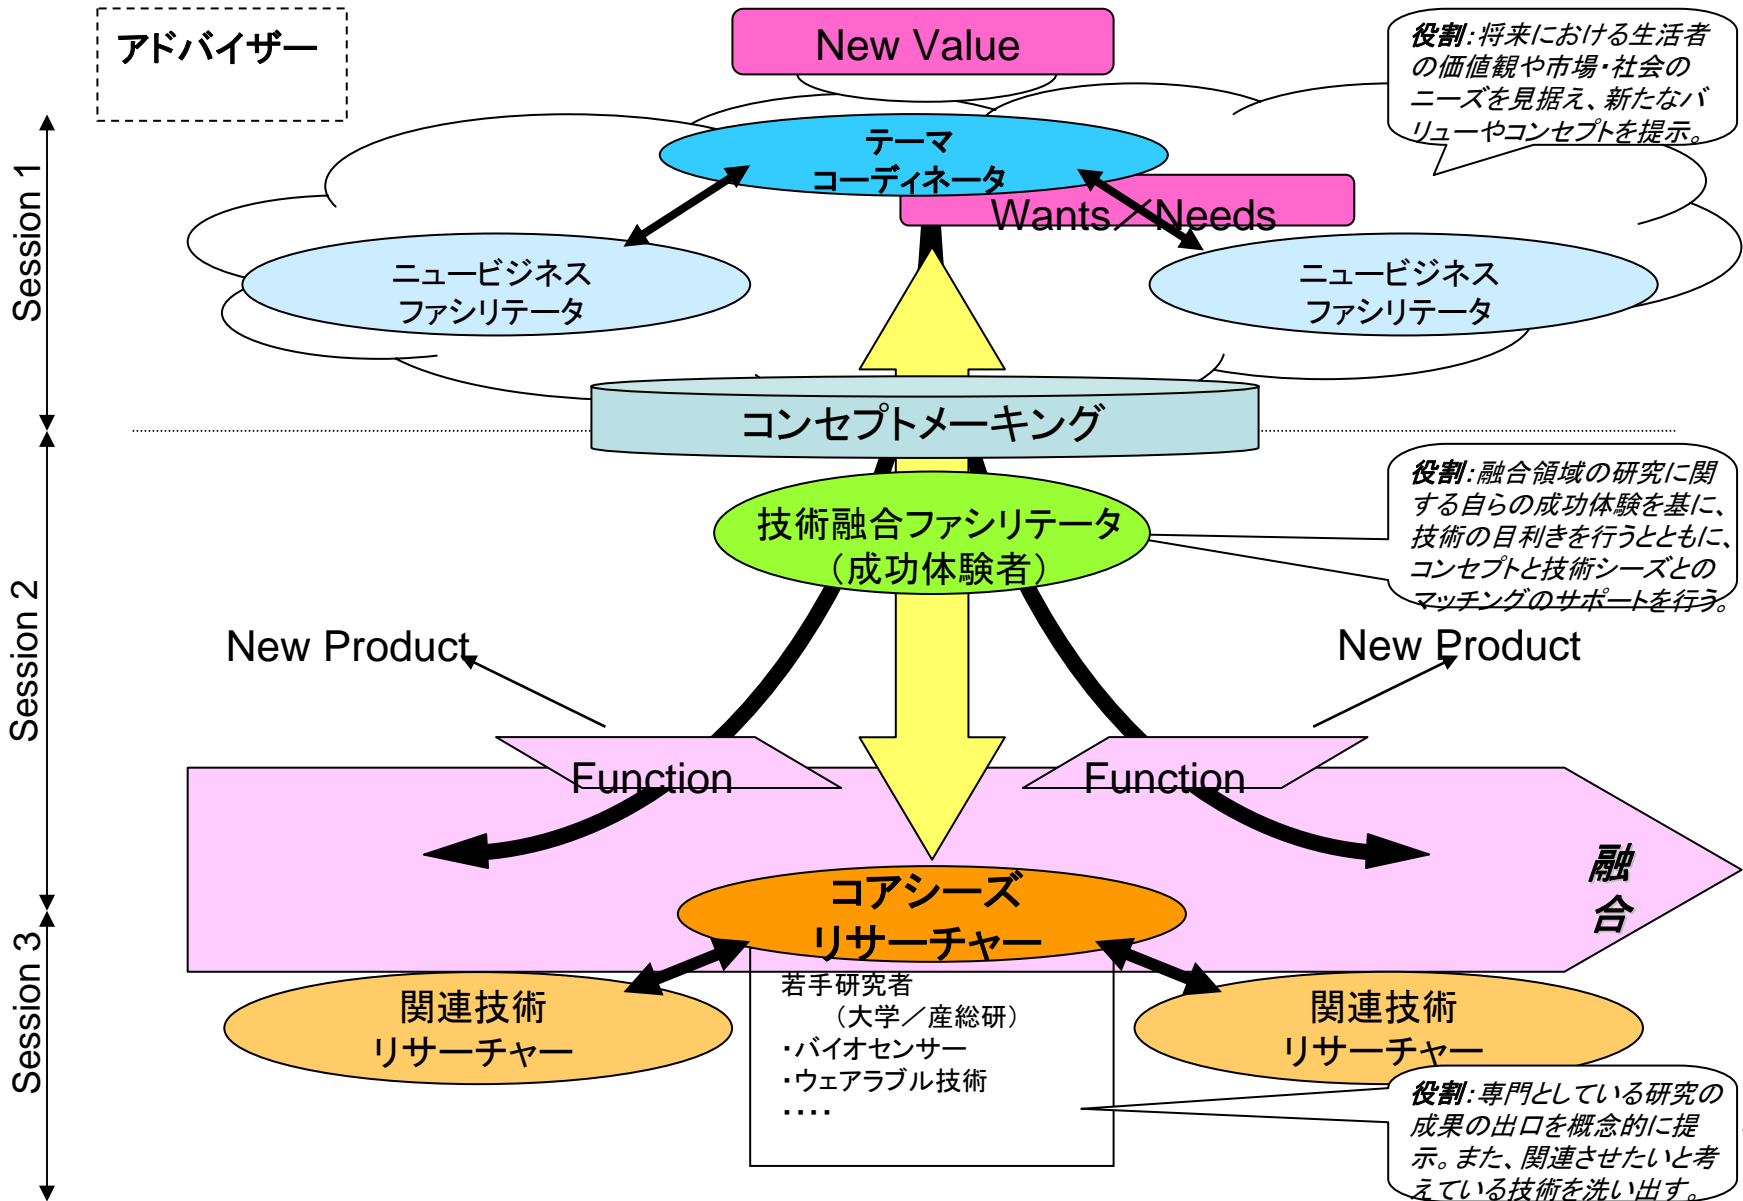 アドバイザー
New Value
役割：将来における生活者
の価値観や市場・社会の
ニーズを見据え、新たなバ
リューやコンセプトを提示。
Session 1
テーマ
コーディネータ
Wants／Needs
ニュービジネス
ファシリテータ
ニュービジネス
ファシリテータ
コンセプトメーキング
Session 2
技術融合ファシリテータ
（成功体験者）
役割：融合領域の研究に関
する自らの成功体験を基に、
技術の目利きを行うとともに、
コンセプトと技術シーズとの
マッチングのサポートを行う。
New Product
New Product
Function
Function
融
合
Session 3
コアシーズ
リサーチャー
関連技術
リサーチャー
若手研究者
（大学／産総研）
・バイオセンサー
・ウェアラブル技術
・・・・
関連技術
リサーチャー
役割：専門としている研究の
成果の出口を概念的に提
示。また、関連させたいと考
えている技術を洗い出す。